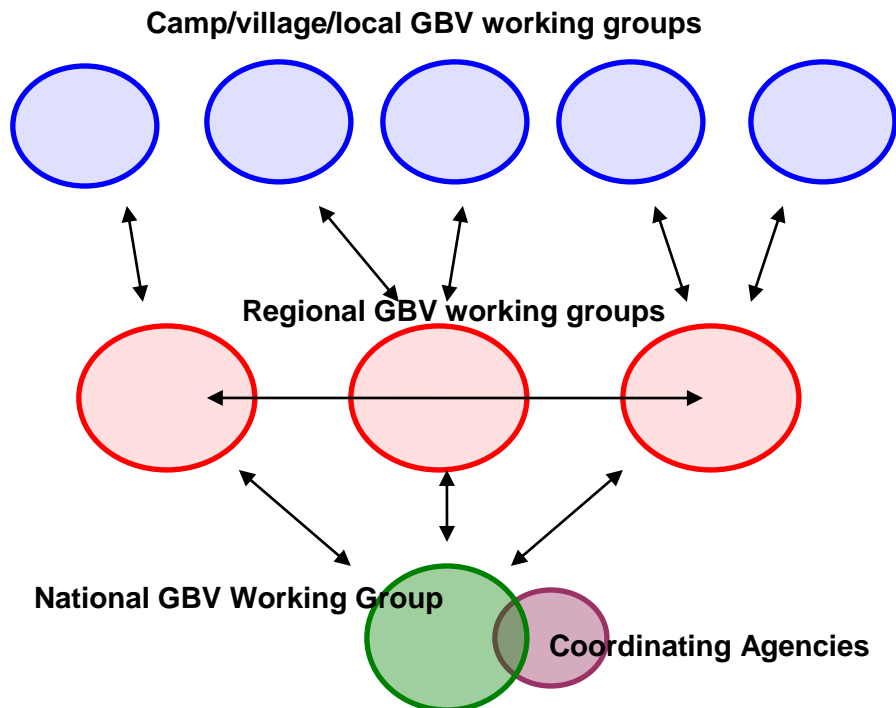 Camp/village/local GBV working groups
Regional GBV working groups
National GBV Working Group
Coordinating Agencies